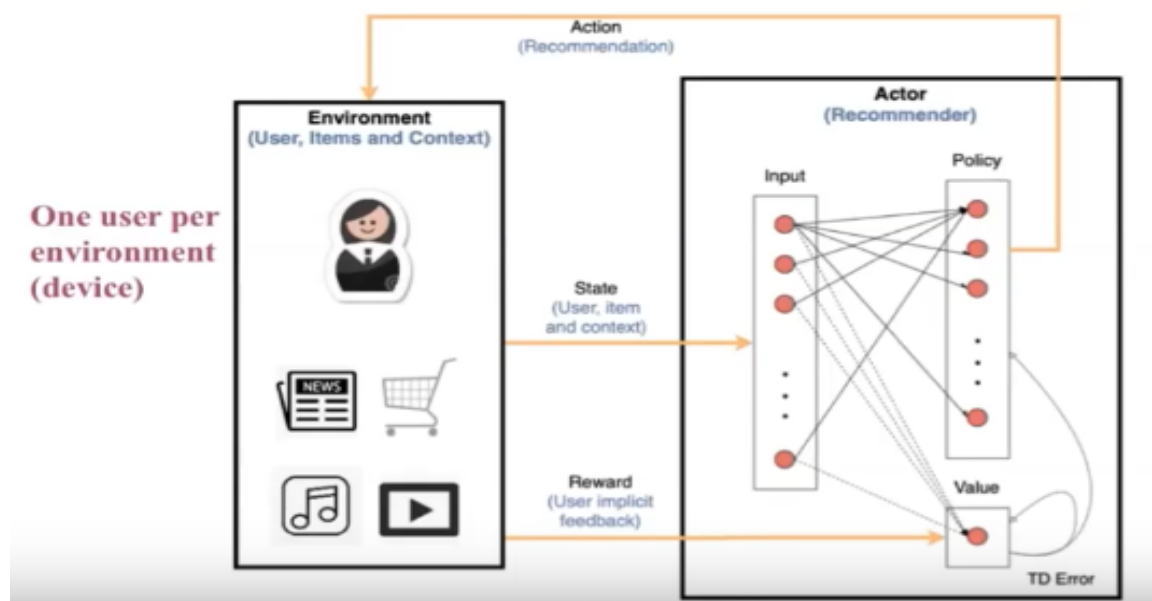 Action
(Recommendation)
Environment
(User, Items and Context)
Actor
(Recommender)
Input
Policy
One user per
environment
(device)
State
(User, item
and context)
NEWS
Reward
(User implicit
feedback)
Value
TD Error